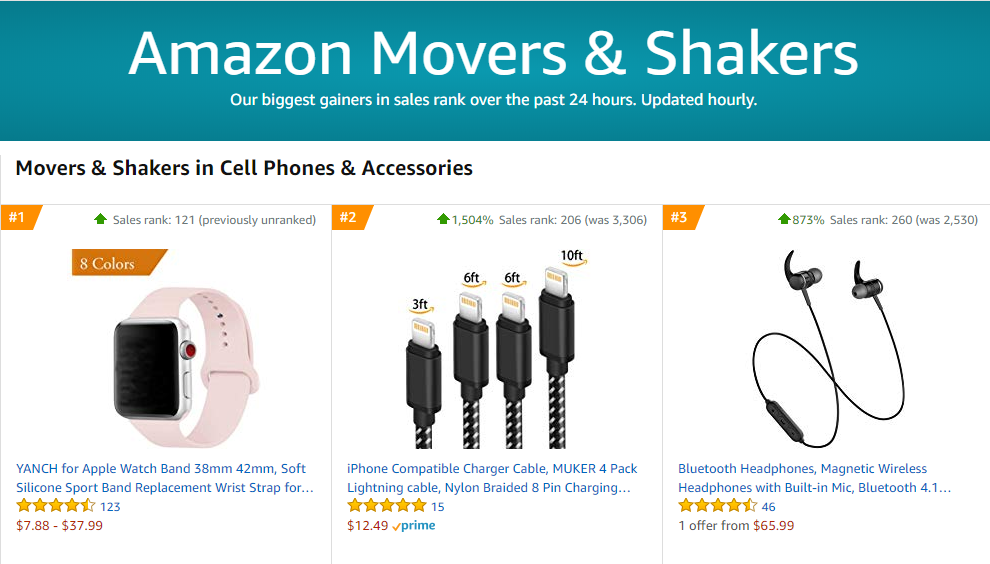 Amazon Movers & Shakers
Our biggest gainers in sales rank over the past 24 hours. Updated hourly.
Movers & Shakers in Cell Phones & Accessories
#1
Sales rank: 121 (previously unranked)
8 Colors
YANCH for Apple Watch Band 38mm 42mm, Soft
Silicone Sport Band Replacement Wrist Strap for...
123
$7.88 - $37.99
#2
1,504% Sales rank: 206 (was 3,306)
3ft
6ft
6ft
10ft
iPhone Compatible Charger Cable, MUKER 4 Pack
Lightning cable, Nylon Braided 8 Pin Charging...
15
$12.49 prime
#3
873% Sales rank: 260 (was 2,530)
Bluetooth Headphones, Magnetic Wireless
Headphones with Built-in Mic, Bluetooth 4.1...
46
1 offer from $65.99